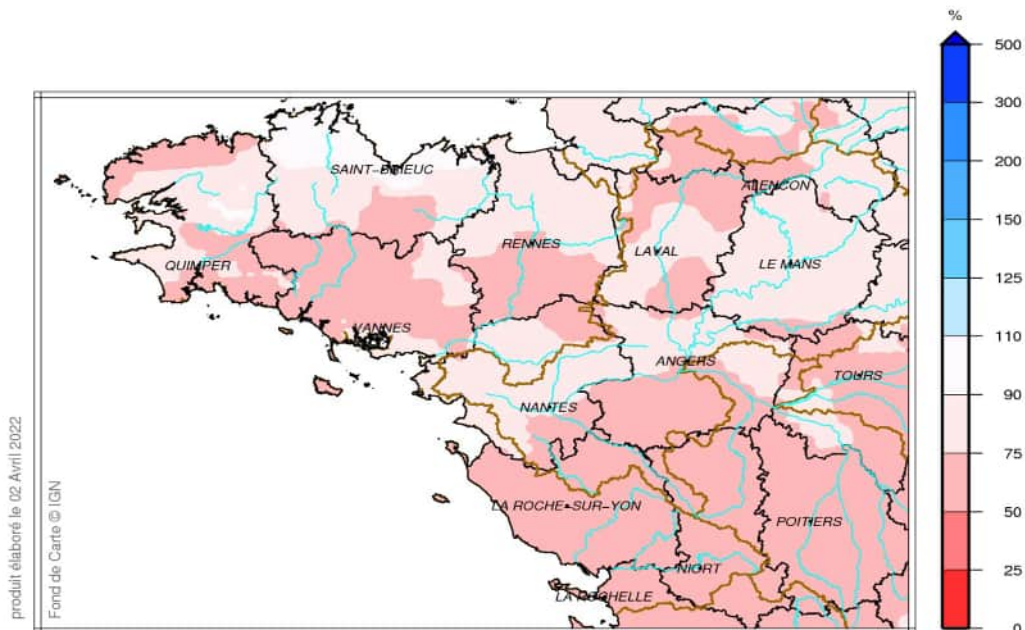 %
500
300
200
150
125
110
90
75
50
25
0
SAINT-BRIEUC
ALENCON
RENNES
LAVAL
LE MANS
QUIMPER
VANNES
ANGERS
TOURS
NANTES
LA ROCHE-SUR-YON
POITIERS
NIORT
LA ROCHELLE
produit élaboré le 02 Avril 2022
Fond de Carte © IGN